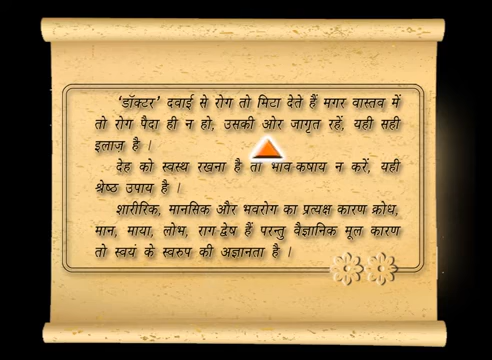 ‘डॉक्टर’ दवाई से रोग तो मिटा देते हैं मगर वास्तव में
तो रोग पैदा ही न हो, उसकी ओर जागृत रहें, यही सही
इलाज़ है ।
देह को स्वस्थ रखना है तो भाव कषाय न करें, यही
श्रेष्ठ उपाय है ।
शारीरिक, मानसिक और भवरोग का प्रत्यक्ष कारण क्रोध,
मान, माया, लोभ, राग द्वेष हैं परन्तु वैज्ञानिक मूल कारण
तो स्वयं के स्वरुप की अज्ञानता है ।